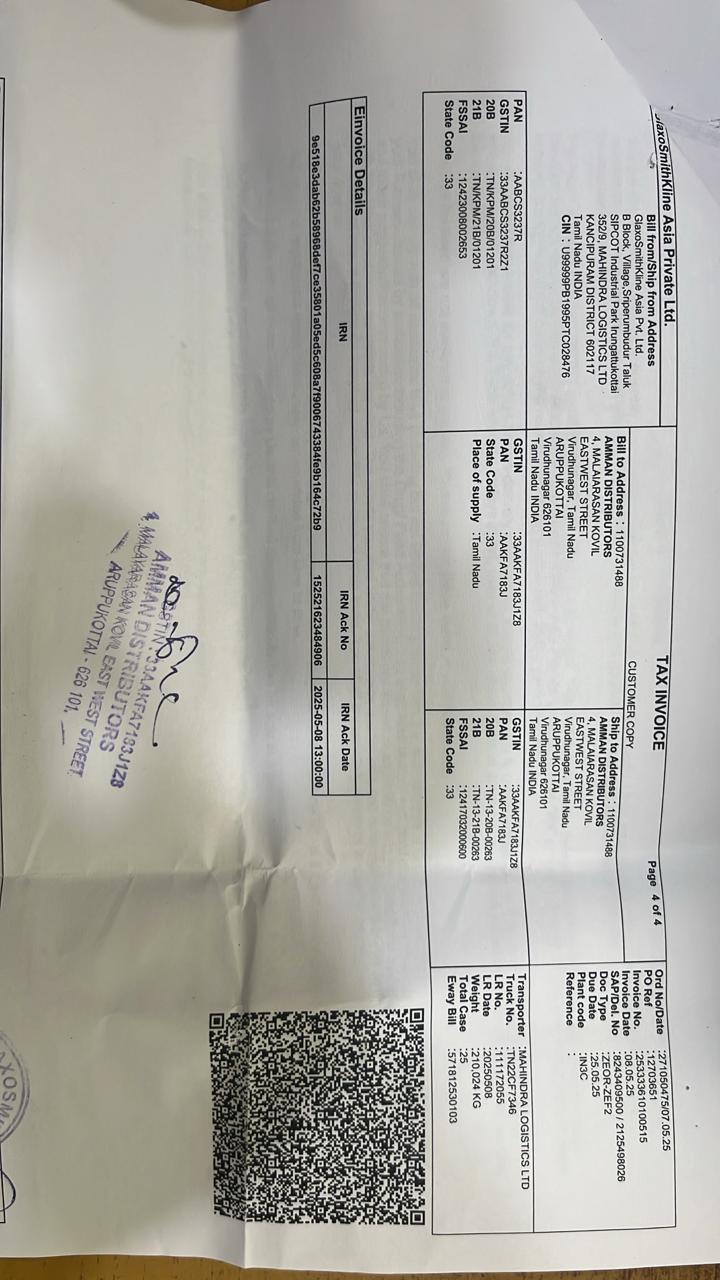 GlaxoSmithKline Asia Private Ltd.
TAX INVOICE
Page 4 of 4
CUSTOMER COPY
Bill from/Ship from Address
GlaxoSmithKline Asia Pvt. Ltd.
B Block, Village,Sriperumbudur Taluk
SIPCOT Industrial Park Irungattukottai
352/9, MAHINDRA LOGISTICS LTD
KANCIPURAM DISTRICT 602117
Tamil Nadu INDIA
CIN : U99999PB1995PTC028476
PAN :AABCS3237R
GSTIN :33AABCS3237R2Z1
20B :TN/KPM/20B/01201
21B :TN/KPM/21B/01201
FSSAI :12423008002653
State Code :33
Bill to Address : 1100731488
AMMAN DISTRIBUTORS
4, MALAIARASAN KOVIL
EASTWEST STREET
Virudhunagar, Tamil Nadu
ARUPPUKOTTAI
Virudhunagar 626101
Tamil Nadu INDIA
GSTIN :33AAKFA7183J1Z8
PAN :AAKFA7183J
State Code :33
Place of supply :Tamil Nadu
Ship to Address : 1100731488
AMMAN DISTRIBUTORS
4, MALAIARASAN KOVIL
EASTWEST STREET
Virudhunagar, Tamil Nadu
ARUPPUKOTTAI
Virudhunagar 626101
Tamil Nadu INDIA
GSTIN :33AAKFA7183J1Z8
PAN :AAKFA7183J
20B :TN-13-20B-00263
21B :TN-13-21B-00263
FSSAI :12417032000600
State Code :33
Ord No/Date :271050475/07.05.25
PO Ref :12703651
Invoice No. :253333610100515
Invoice Date :08.05.25
SAP/Del. No :8243409500 / 2125498026
Doc Type :ZEOR-ZEF2
Due Date :25.05.25
Plant code :IN3C
Reference :
Transporter :MAHINDRA LOGISTICS LTD
Truck No. :TN22CF7346
LR No. :111172055
LR Date :20250508
Weight :210.024 KG
Total Case :25
Eway Bill :571812530103
Einvoice Details
IRN
IRN Ack No
IRN Ack Date
9e518e3dab62b58968def7ce35801a05ed5c608a7f9006743384fe9b164c72b9
152521623484906
2025-05-08 13:00:00
GSTIN:33AAKFA7183J1Z8
AMMAN DISTRIBUTORS
4, MALAYARASAN KOVIL EAST WEST STREET,
ARUPPUKOTTAI - 626 101,